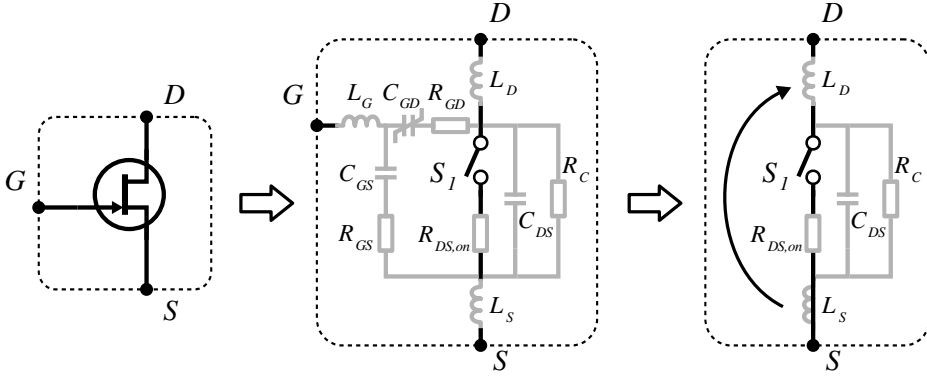 D
G
S
D
G
L_D
L_G
C_GD
R_GD
C_GS
S_1
R_C
R_GS
R_DS,on
C_DS
L_S
S
D
L_D
S_1
R_C
R_DS,on
C_DS
L_S
S